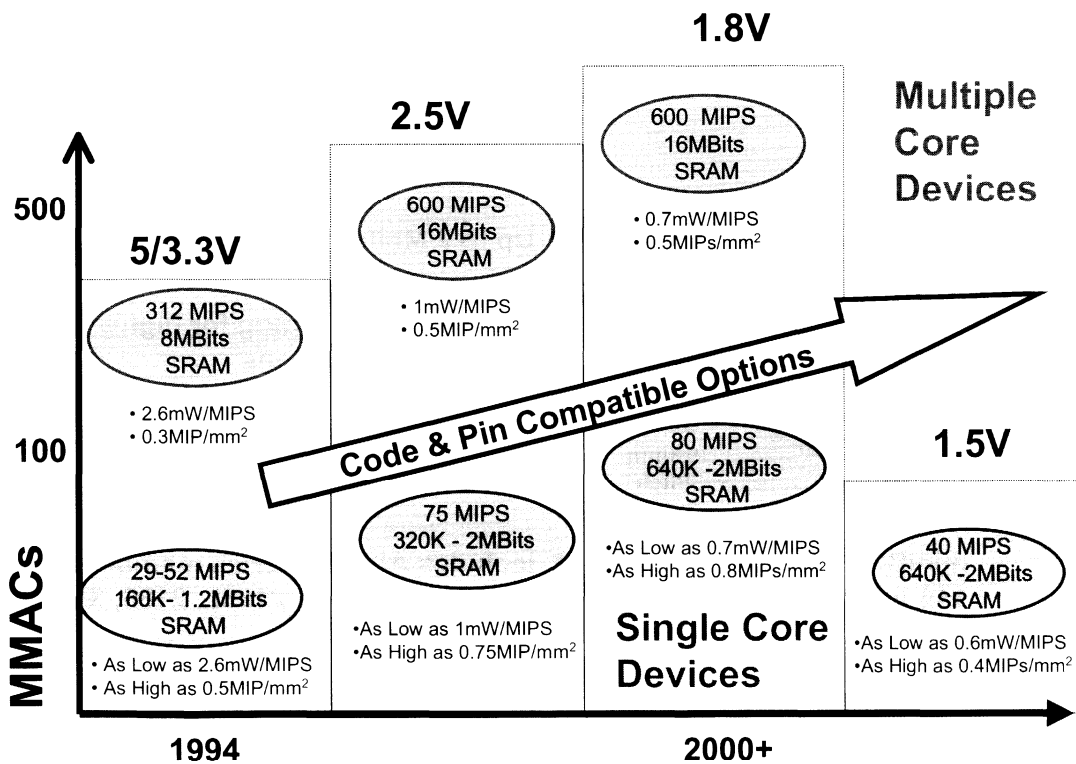 1.8V
2.5V
5/3.3V
1.5V
Multiple
Core
Devices
MMACs
500
100
312 MIPS
8MBits
SRAM
• 2.6mW/MIPS
• 0.3MIP/mm²
600 MIPS
16MBits
SRAM
• 1mW/MIPS
• 0.5MIP/mm²
600 MIPS
16MBits
SRAM
• 0.7mW/MIPS
• 0.5MIPs/mm²
Code & Pin Compatible Options
29-52 MIPS
160K- 1.2MBits
SRAM
• As Low as 2.6mW/MIPS
• As High as 0.5MIP/mm²
75 MIPS
320K - 2MBits
SRAM
•As Low as 1mW/MIPS
•As High as 0.75MIP/mm²
80 MIPS
640K -2MBits
SRAM
•As Low as 0.7mW/MIPS
•As High as 0.8MIPs/mm²
Single Core
Devices
40 MIPS
640K -2MBits
SRAM
•As Low as 0.6mW/MIPS
•As High as 0.4MIPs/mm²
1994
2000+